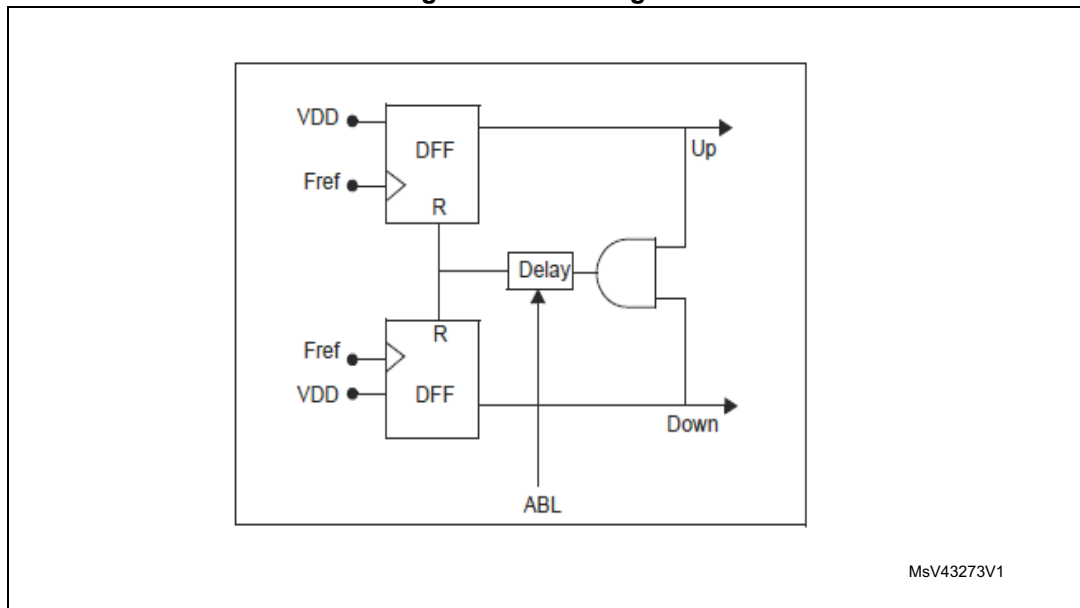 VDD
DFF
Up
Fref
R
Delay
R
Fref
VDD
DFF
Down
ABL
MsV43273V1